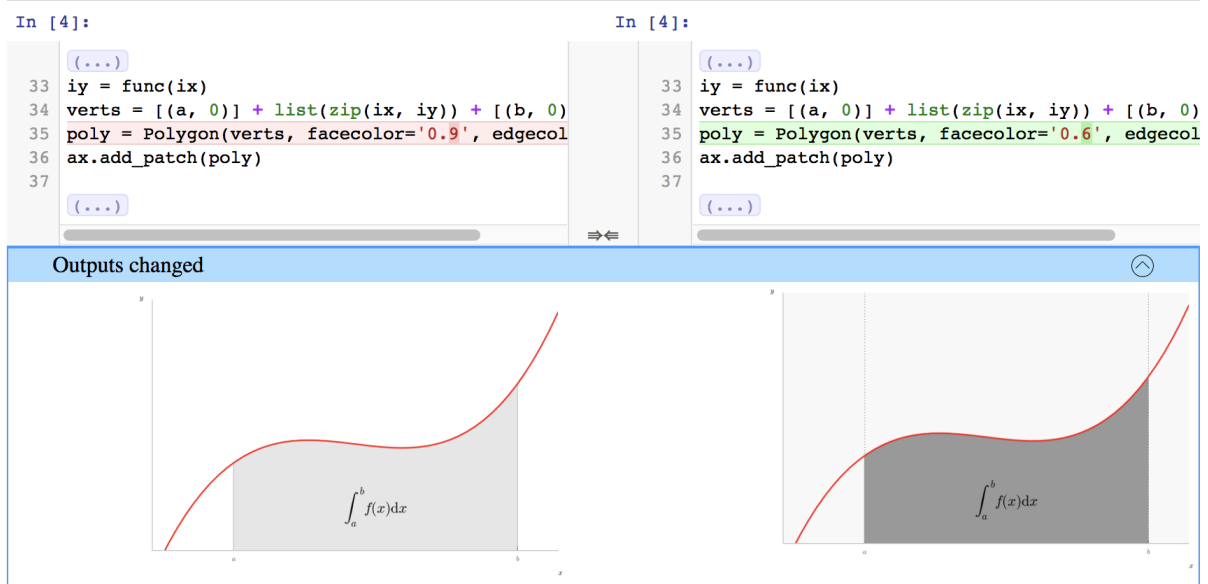 In [4]:
(...)
33 iy = func(ix)
34 verts = [(a, 0)] + list(zip(ix, iy)) + [(b, 0)
35 poly = Polygon(verts, facecolor='0.9', edgecol
36 ax.add_patch(poly)
37
(...)
In [4]:
(...)
33 iy = func(ix)
34 verts = [(a, 0)] + list(zip(ix, iy)) + [(b, 0)
35 poly = Polygon(verts, facecolor='0.6', edgecol
36 ax.add_patch(poly)
37
(...)
⇛⇚
Outputs changed
y
∫_a^b f(x)dx
a b
x
y
∫_a^b f(x)dx
a b
x